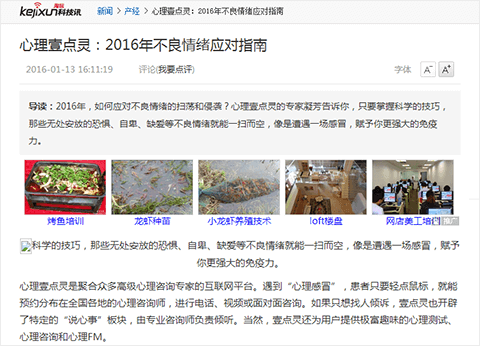 kejixun 海峡科技讯 新闻 > 产经 > 心理壹点灵：2016年不良情绪应对指南
心理壹点灵：2016年不良情绪应对指南
2016-01-13 16:11:19 评论(我要点评) 字体 A- A+
导读：2016年，如何应对不良情绪的扫荡和侵袭？心理壹点灵的专家凝芳告诉你，只要掌握科学的技巧，
那些无处安放的恐惧、自卑、缺爱等不良情绪就能一扫而空，像是遭遇一场感冒，赋予你更强大的免疫
力。
烤鱼培训 龙虾种苗 小龙虾养殖技术 loft楼盘 网店美工培训
科学的技巧，那些无处安放的恐惧、自卑、缺爱等不良情绪就能一扫而空，像是遭遇一场感冒，赋予
你更强大的免疫力。
心理壹点灵是聚合众多高级心理咨询专家的互联网平台。遇到“心理感冒”，患者只要轻点鼠标，就能
预约分布在全国各地的心理咨询师，进行电话、视频或面对面咨询。如果只想找人倾诉，壹点灵也开辟
了特定的“说心事”板块，由专业咨询师负责倾听。当然，壹点灵还为用户提供极富趣味的心理测试、
心理咨询和心理FM。